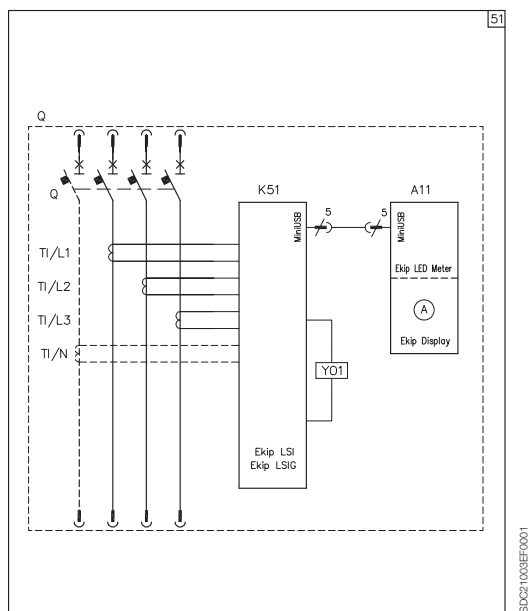 51
Q
Q
K51
A11
MiniUSB
5
5
MiniUSB
TI/L1
Ekip LED Meter
TI/L2
A
TI/L3
Ekip Display
TI/N
YO1
Ekip LSI
Ekip LSIG
SDC21003EF0001